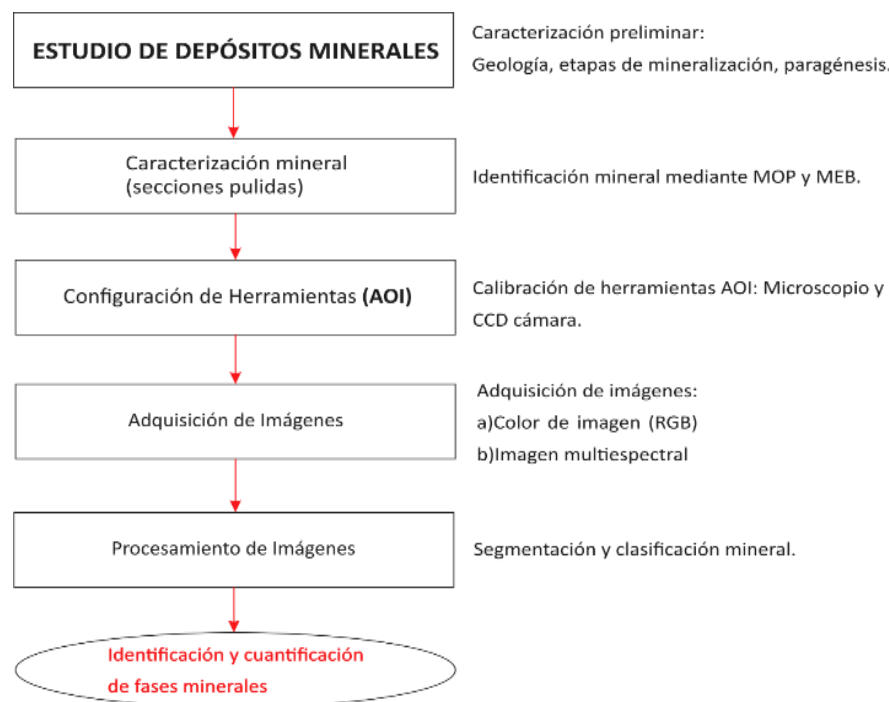 ESTUDIO DE DEPÓSITOS MINERALES
Caracterización preliminar:
Geología, etapas de mineralización, paragénesis.
Caracterización mineral
(secciones pulidas)
Identificación mineral mediante MOP y MEB.
Configuración de Herramientas (AOI)
Calibración de herramientas AOI: Microscopio y
CCD cámara.
Adquisición de Imágenes
Adquisición de imágenes:
a)Color de imagen (RGB)
b)Imagen multiespectral
Procesamiento de Imágenes
Segmentación y clasificación mineral.
Identificación y cuantificación
de fases minerales